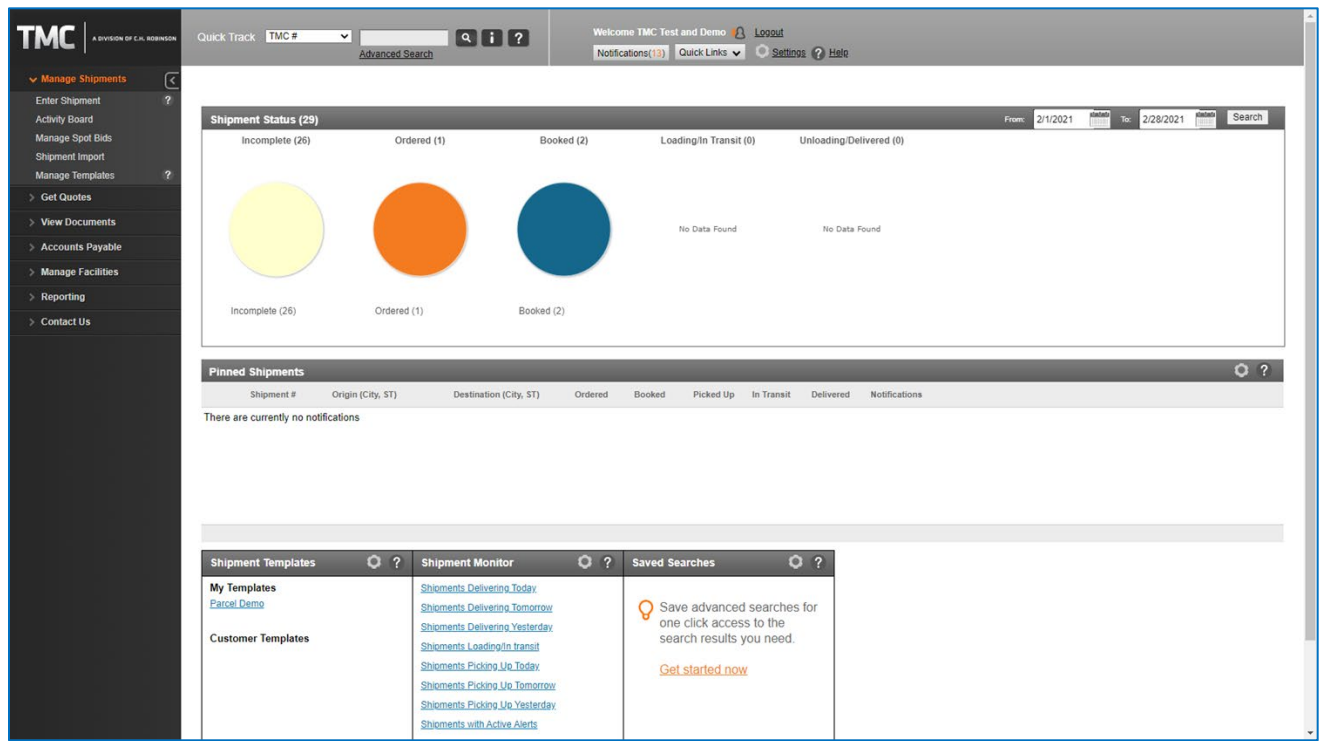 TMC A DIVISION OF C.H. ROBINSON
Quick Track TMC #
Advanced Search
Welcome TMC Test and Demo Logout
Notifications(13) Quick Links Settings Help
Manage Shipments
Enter Shipment ?
Activity Board
Manage Spot Bids
Shipment Import
Manage Templates ?
Get Quotes
View Documents
Accounts Payable
Manage Facilities
Reporting
Contact Us
Shipment Status (29) From: 2/1/2021 To: 2/28/2021 Search
Incomplete (26) Ordered (1) Booked (2) Loading/In Transit (0) Unloading/Delivered (0)
No Data Found No Data Found
Incomplete (26) Ordered (1) Booked (2)
Pinned Shipments ?
Shipment # Origin (City, ST) Destination (City, ST) Ordered Booked Picked Up In Transit Delivered Notifications
There are currently no notifications
Shipment Templates ?
My Templates
Parcel Demo
Customer Templates
Shipment Monitor ?
Shipments Delivering Today
Shipments Delivering Tomorrow
Shipments Delivering Yesterday
Shipments Loading/In transit
Shipments Picking Up Today
Shipments Picking Up Tomorrow
Shipments Picking Up Yesterday
Shipments with Active Alerts
Saved Searches ?
Save advanced searches for
one click access to the
search results you need.
Get started now